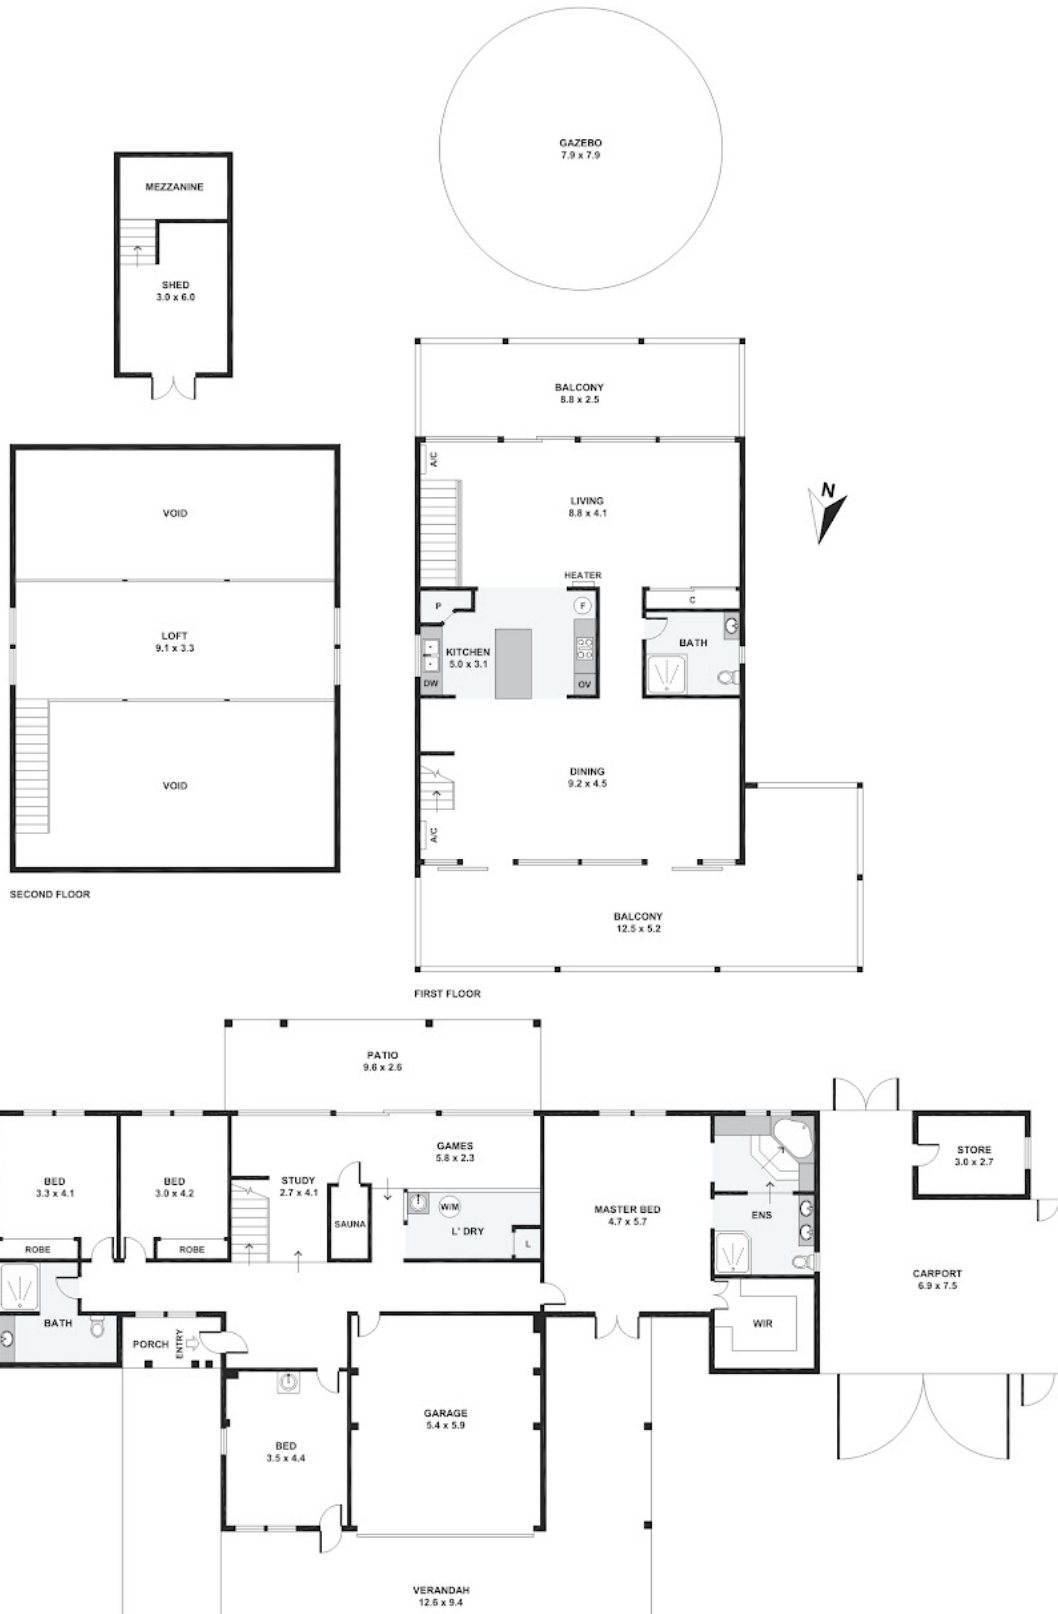 GAZEBO
7.9 x 7.9
MEZZANINE
SHED
3.0 x 6.0
BALCONY
8.8 x 2.5
A/C
LIVING
8.8 x 4.1
N
VOID
HEATER
P
F
C
LOFT
9.1 x 3.3
KITCHEN
5.0 x 3.1
BATH
DW
OV
VOID
DINING
9.2 x 4.5
A/C
SECOND FLOOR
BALCONY
12.5 x 5.2
FIRST FLOOR
PATIO
9.6 x 2.6
BED
3.3 x 4.1
BED
3.0 x 4.2
STUDY
2.7 x 4.1
GAMES
5.8 x 2.3
STORE
3.0 x 2.7
SAUNA
W/M
L' DRY
L
MASTER BED
4.7 x 5.7
ENS
ROBE
ROBE
CARPORT
6.9 x 7.5
BATH
PORCH
ENTRY
WIR
GARAGE
5.4 x 5.9
BED
3.5 x 4.4
VERANDAH
12.6 x 9.4